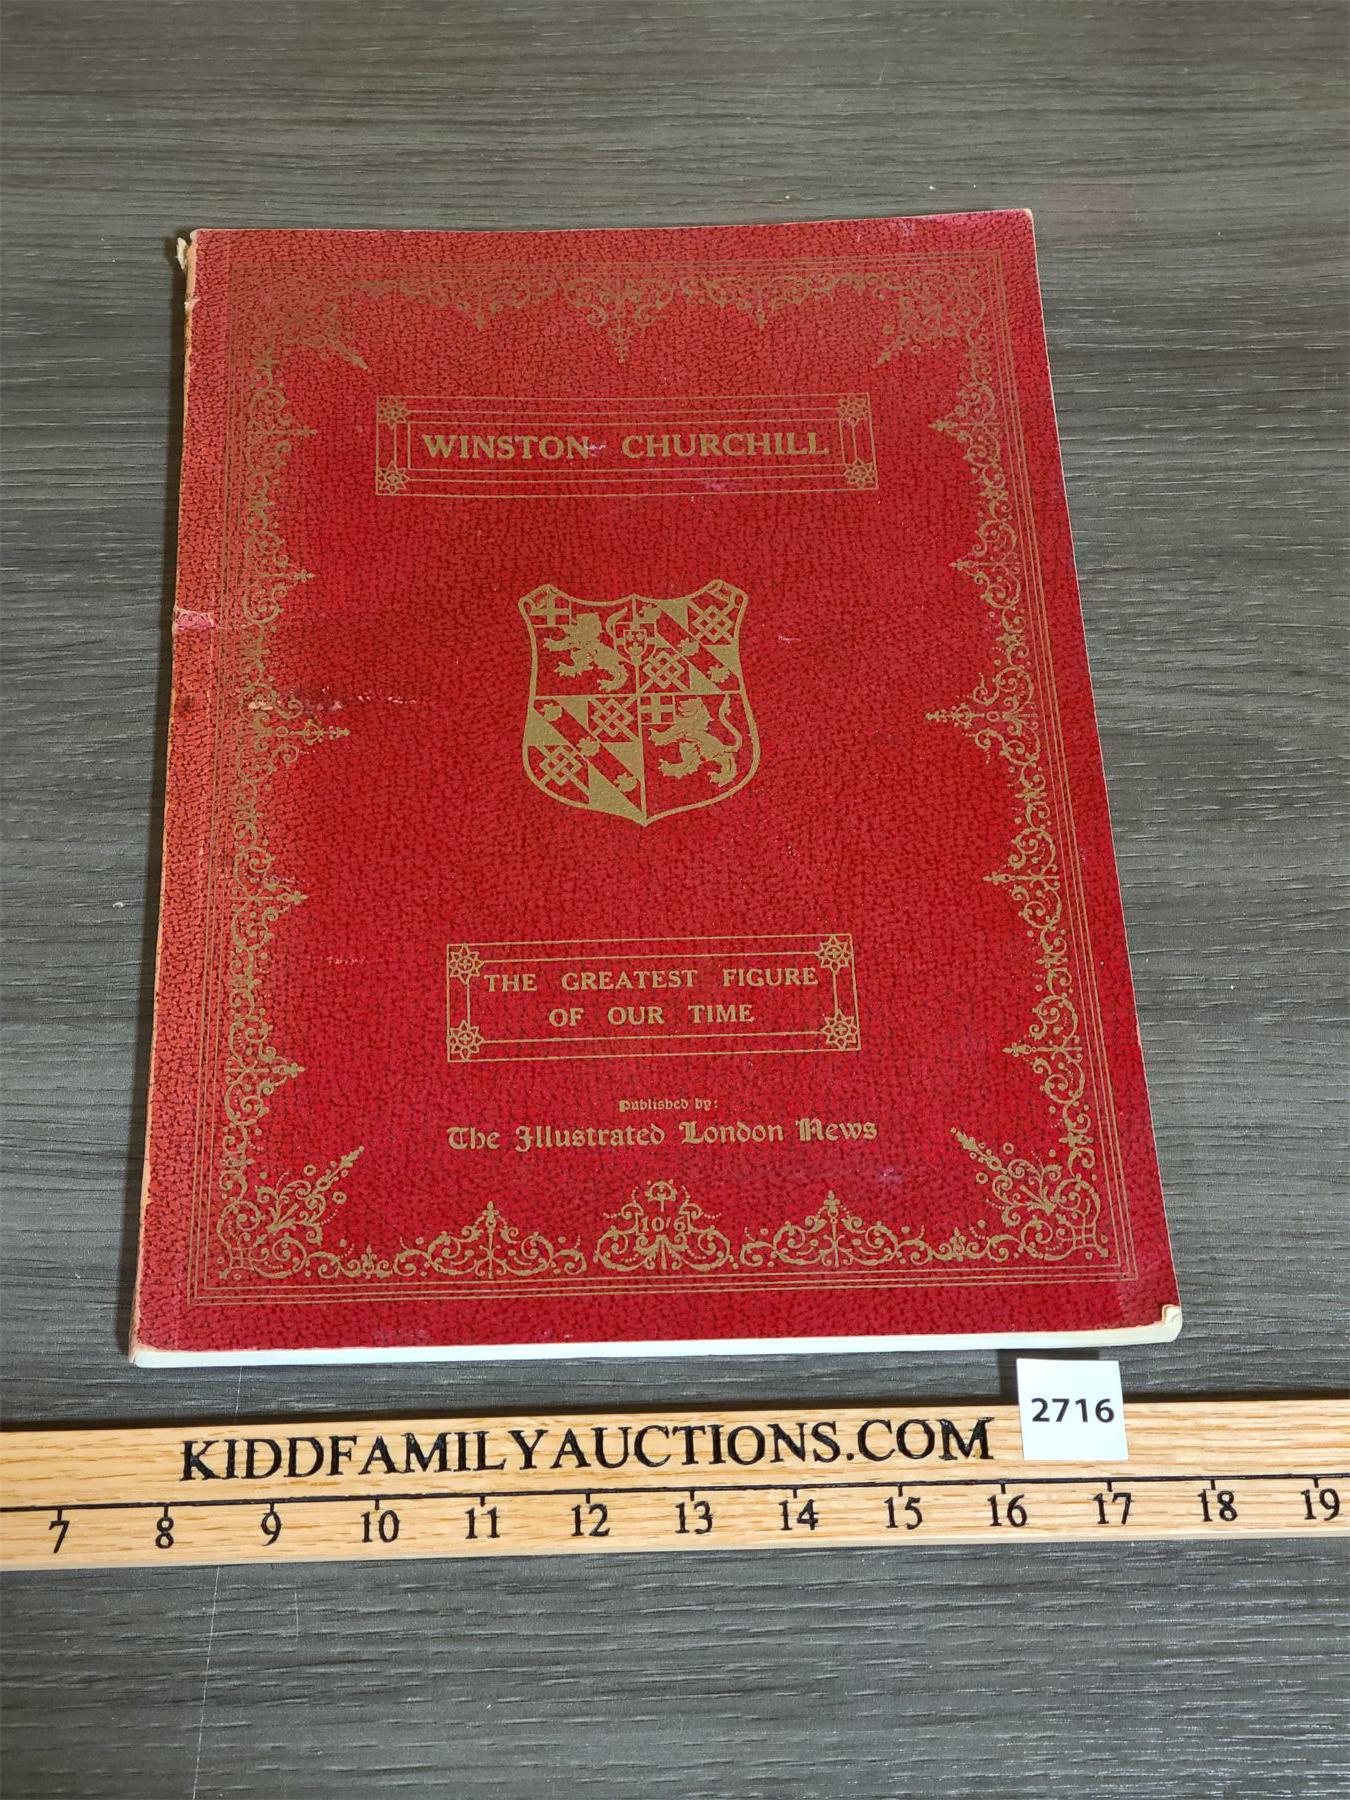 WINSTON CHURCHILL
THE GREATEST FIGURE
OF OUR TIME
Published by:
The Illustrated London News
10/6
2716
KIDDFAMILYAUCTIONS.COM
7 8 9 10 11 12 13 14 15 16 17 18 19